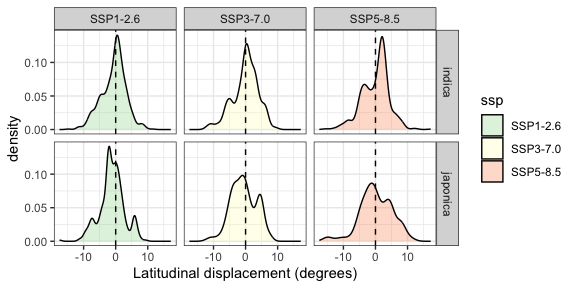 SSP1-2.6 SSP3-7.0 SSP5-8.5
0.10
0.05
0.00
indica
0.10
0.05
0.00
japonica
-10 0 10 -10 0 10 -10 0 10
Latitudinal displacement (degrees)
density
ssp
SSP1-2.6
SSP3-7.0
SSP5-8.5